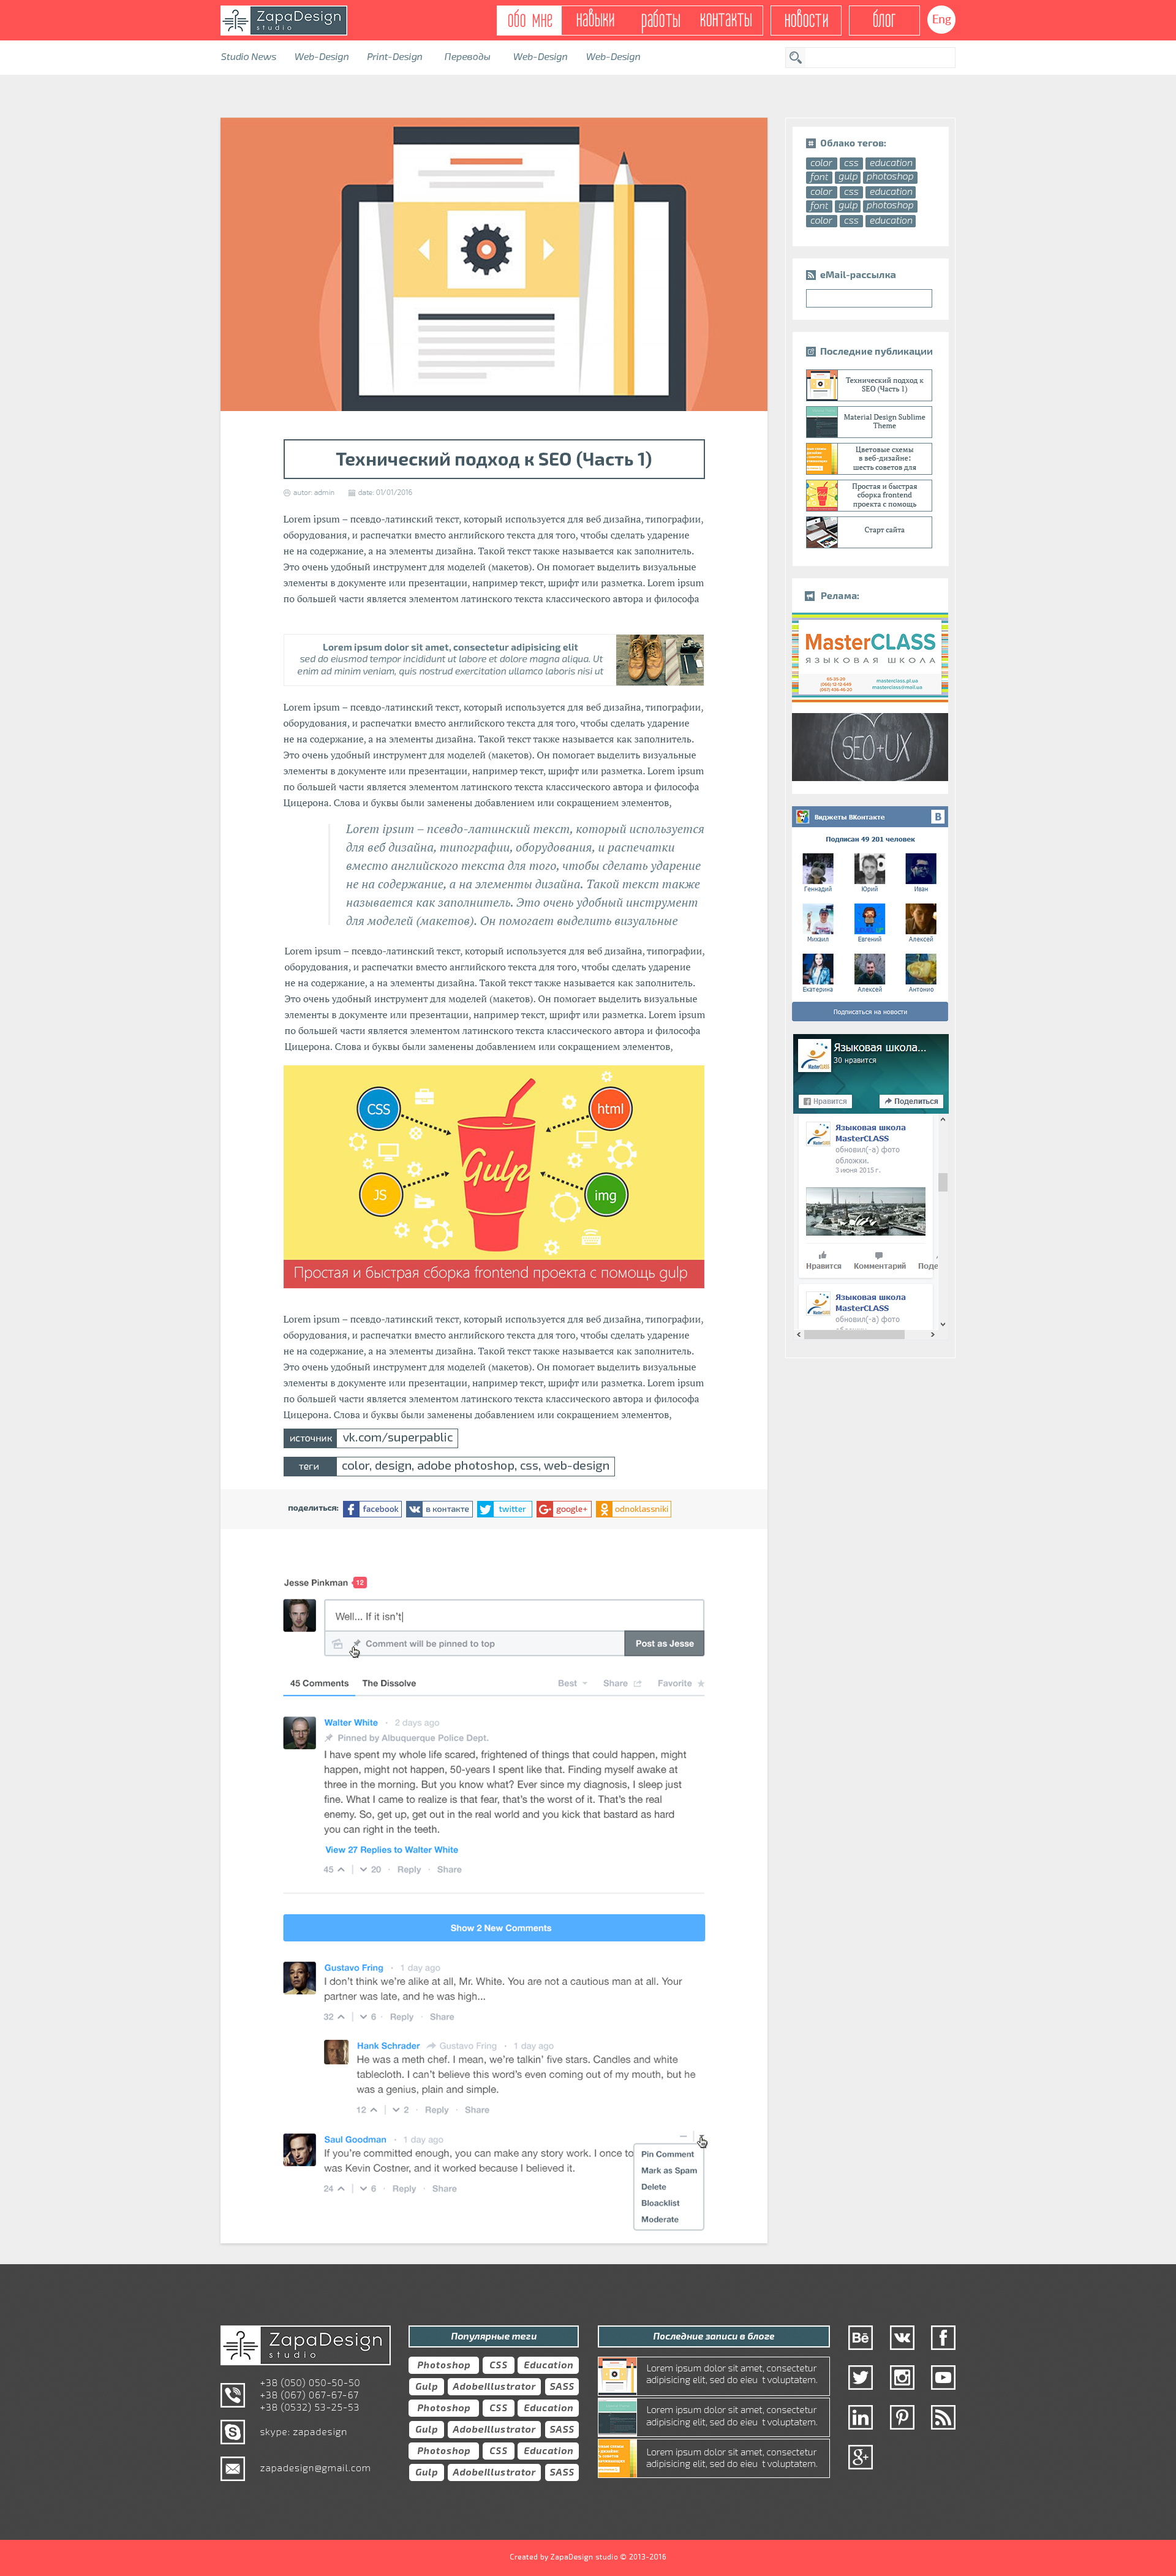 ZapaDesign
studio
обо мне
навыки
работы
контакты
новости
блог
Eng
Studio News
Web-Design
Print-Design
Переводы
Web-Design
Web-Design
Технический подход к SEO (Часть 1)
autor: admin
data: 01/01/2016
Lorem ipsum – псевдо-латинский текст, который используется для веб дизайна, типографии,
оборудования, и распечатки вместо английского текста для того, чтобы сделать ударение
не на содержание, а на элементы дизайна. Такой текст также называется как заполнитель.
Это очень удобный инструмент для моделей (макетов). Он помогает выделить визуальные
элементы в документе или презентации, например текст, шрифт или разметка. Lorem ipsum
по большей части является элементом латинского текста классического автора и философа
Lorem ipsum dolor sit amet, consectetur adipisicing elit
sed do eiusmod tempor incididunt ut labore et dolore magna aliqua. Ut
enim ad minim veniam, quis nostrud exercitation ullamco laboris nisi ut
Lorem ipsum – псевдо-латинский текст, который используется для веб дизайна, типографии,
оборудования, и распечатки вместо английского текста для того, чтобы сделать ударение
не на содержание, а на элементы дизайна. Такой текст также называется как заполнитель.
Это очень удобный инструмент для моделей (макетов). Он помогает выделить визуальные
элементы в документе или презентации, например текст, шрифт или разметка. Lorem ipsum
по большей части является элементом латинского текста классического автора и философа
Цицерона. Слова и буквы были заменены добавлением или сокращением элементов,
Lorem ipsum – псевдо-латинский текст, который используется
для веб дизайна, типографии, оборудования, и распечатки
вместо английского текста для того, чтобы сделать ударение
не на содержание, а на элементы дизайна. Такой текст также
называется как заполнитель. Это очень удобный инструмент
для моделей (макетов). Он помогает выделить визуальные
Lorem ipsum – псевдо-латинский текст, который используется для веб дизайна, типографии,
оборудования, и распечатки вместо английского текста для того, чтобы сделать ударение
не на содержание, а на элементы дизайна. Такой текст также называется как заполнитель.
Это очень удобный инструмент для моделей (макетов). Он помогает выделить визуальные
элементы в документе или презентации, например текст, шрифт или разметка. Lorem ipsum
по большей части является элементом латинского текста классического автора и философа
Цицерона. Слова и буквы были заменены добавлением или сокращением элементов,
CSS
html
Gulp
JS
img
Простая и быстрая сборка frontend проекта с помощь gulp
Lorem ipsum – псевдо-латинский текст, который используется для веб дизайна, типографии,
оборудования, и распечатки вместо английского текста для того, чтобы сделать ударение
не на содержание, а на элементы дизайна. Такой текст также называется как заполнитель.
Это очень удобный инструмент для моделей (макетов). Он помогает выделить визуальные
элементы в документе или презентации, например текст, шрифт или разметка. Lorem ipsum
по большей части является элементом латинского текста классического автора и философа
Цицерона. Слова и буквы были заменены добавлением или сокращением элементов,
источник vk.com/superpablic
теги color, design, adobe photoshop, css, web-design
поделиться: facebook в контакте twitter google+ odnoklassniki
Jesse Pinkman 12
Well... If it isn't
Comment will be pinned to top
Post as Jesse
45 Comments The Dissolve Best Share Favorite
Walter White · 2 days ago
Pinned by Albuquerque Police Dept.
I have spent my whole life scared, frightened of things that could happen, might
happen, might not happen, 50-years I spent like that. Finding myself awake at
three in the morning. But you know what? Ever since my diagnosis, I sleep just
fine. What I came to realize is that fear, that's the worst of it. That's the real
enemy. So, get up, get out in the real world and you kick that bastard as hard
you can right in the teeth.
View 27 Replies to Walter White
45 | 20 · Reply · Share
Show 2 New Comments
Gustavo Fring · 1 day ago
I don't think we're alike at all, Mr. White. You are not a cautious man at all. Your
partner was late, and he was high...
32 | 6 · Reply · Share
Hank Schrader Gustavo Fring · 1 day ago
He was a meth chef. I mean, we're talkin' five stars. Candles and white
tablecloth. I can't believe this word's even coming out of my mouth, but he
was a genius, plain and simple.
12 | 2 · Reply · Share
Saul Goodman · 1 day ago
If you're committed enough, you can make any story work. I once to
was Kevin Costner, and it worked because I believed it.
24 | 6 · Reply · Share
Pin Comment
Mark as Spam
Delete
Bloacklist
Moderate
Облако тегов:
color css education
font gulp photoshop
color css education
font gulp photoshop
color css education
eMail-рассылка
Последние публикации
Технический подход к
SEO (Часть 1)
Material Design Sublime
Theme
Цветовые схемы
в веб-дизайне:
шесть советов для
Простая и быстрая
сборка frontend
проекта с помощь
Старт сайта
Релама:
MasterCLASS
ЯЗЫКОВАЯ ШКОЛА
masterclass.pl.ua
masterclass@mail.ua
SEO+UX
Виджеты ВКонтакте
B
Подписан 49 201 человек
Геннадий Юрий Иван
Михаил Евгений Алексей
Екатерина Алексей Антонио
Подписаться на новости
Языковая школа...
30 нравится
Нравится Поделиться
Языковая школа
MasterCLASS
обновил(-а) фото
обложки.
3 июня 2015 г.
Нравится Комментарий Поде
Языковая школа
MasterCLASS
обновил(-а) фото
ZapaDesign
studio
+38 (050) 050-50-50
+38 (067) 067-67-67
+38 (0532) 53-25-53
skype: zapadesign
zapadesign@gmail.com
Популярные теги
Photoshop CSS Education
Gulp AdobeIllustrator SASS
Photoshop CSS Education
Gulp AdobeIllustrator SASS
Photoshop CSS Education
Gulp AdobeIllustrator SASS
Последние записи в блоге
Lorem ipsum dolor sit amet, consectetur
adipisicing elit, sed do eieu t voluptatem.
Lorem ipsum dolor sit amet, consectetur
adipisicing elit, sed do eieu t voluptatem.
Lorem ipsum dolor sit amet, consectetur
adipisicing elit, sed do eieu t voluptatem.
Created by ZapaDesign studio © 2013-2016